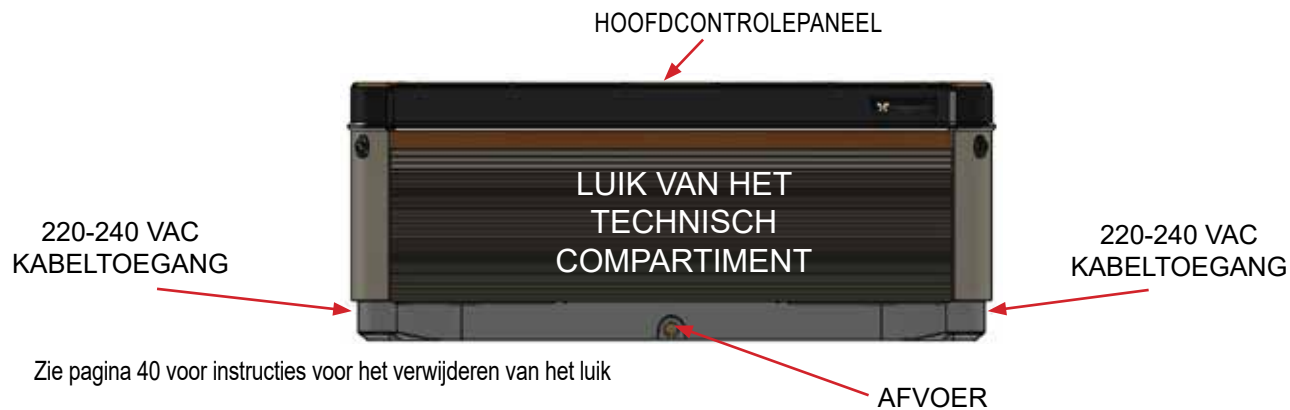 HOOFDCONTROLEPANEEL
LUIK VAN HET
TECHNISCH
COMPARTIMENT
220-240 VAC
KABELTOEGANG
220-240 VAC
KABELTOEGANG
Zie pagina 40 voor instructies voor het verwijderen van het luik
AFVOER